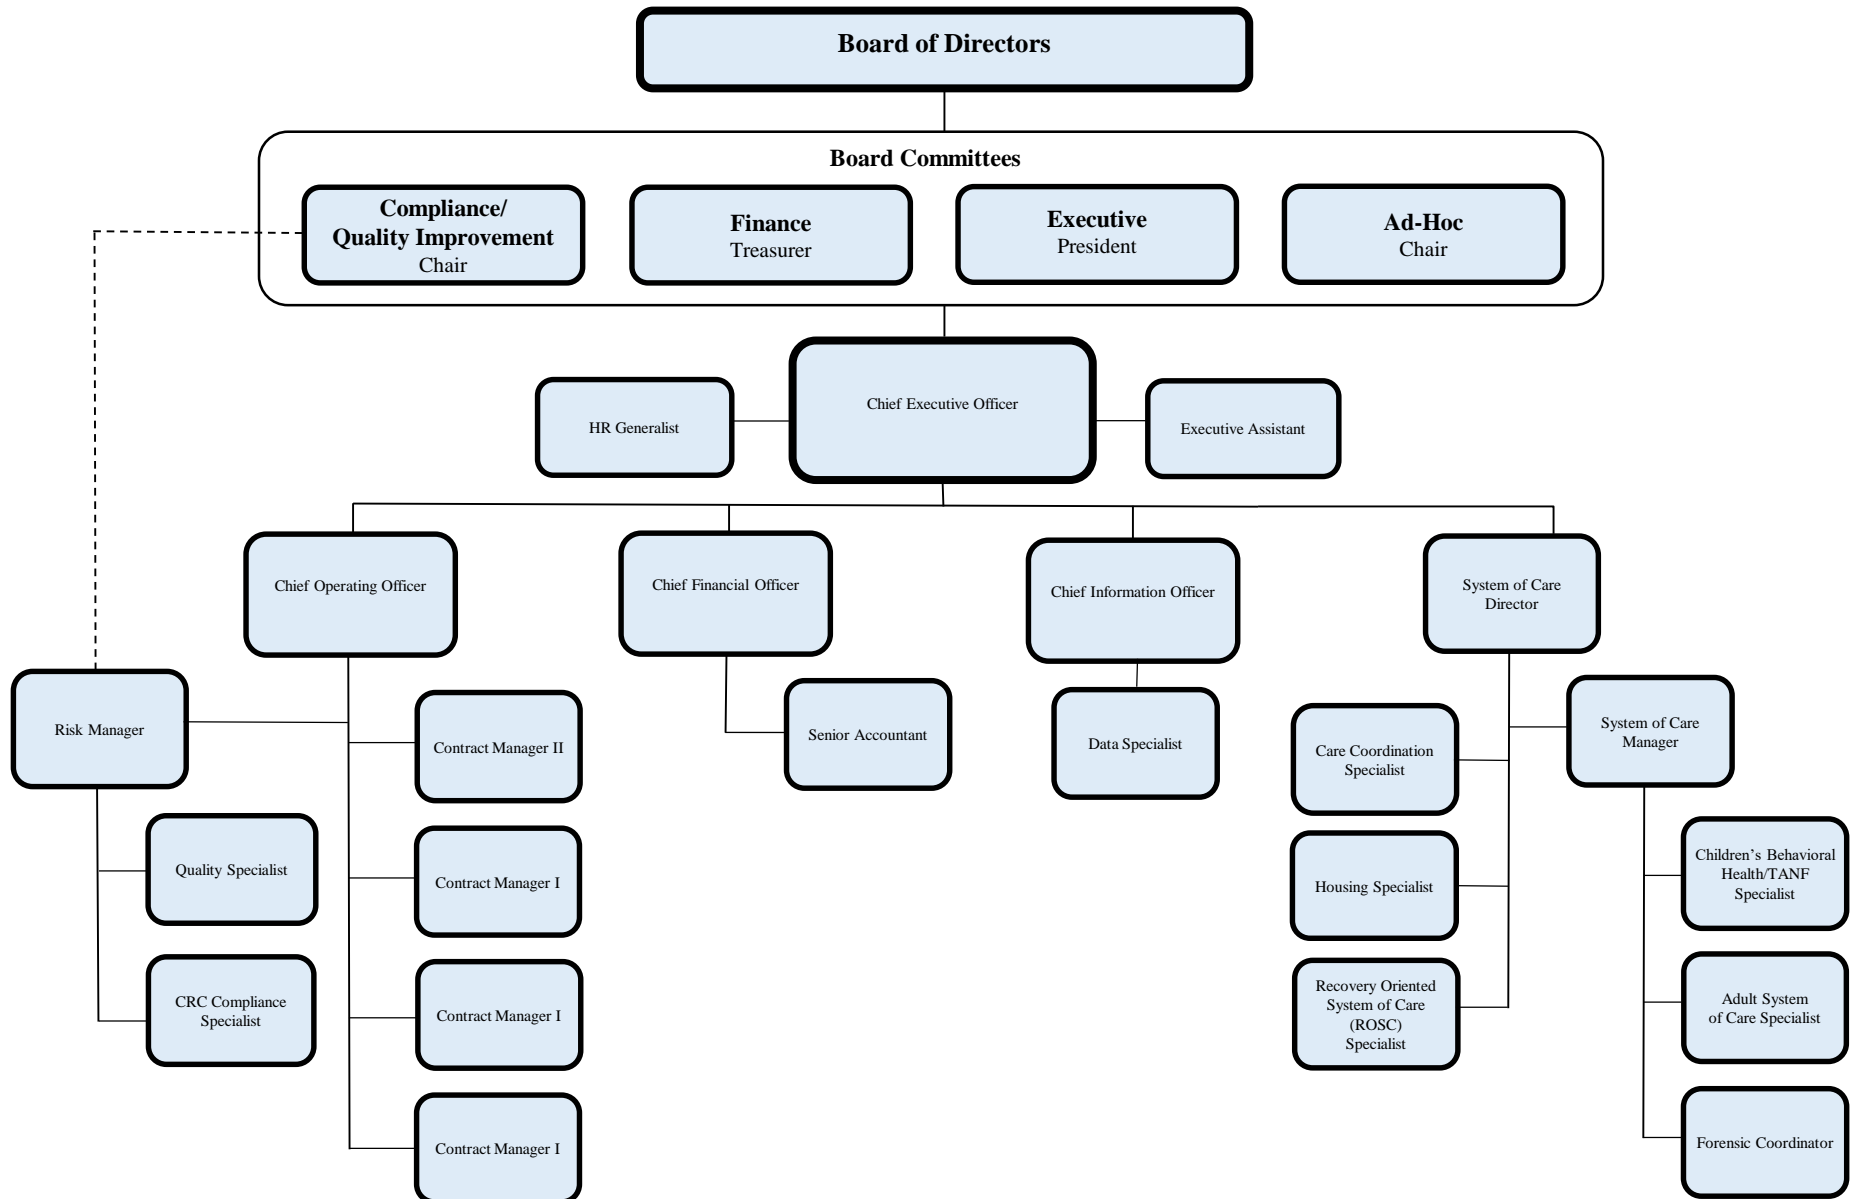 Board of Directors
Board Committees
Compliance/
Quality Improvement
Chair
Finance
Treasurer
Executive
President
Ad-Hoc
Chair
Chief Executive Officer
HR Generalist
Executive Assistant
Chief Operating Officer
Chief Financial Officer
Chief Information Officer
System of Care
Director
Risk Manager
Contract Manager II
Senior Accountant
Data Specialist
Care Coordination
Specialist
System of Care
Manager
Quality Specialist
Contract Manager I
Housing Specialist
Children’s Behavioral
Health/TANF
Specialist
CRC Compliance
Specialist
Contract Manager I
Recovery Oriented
System of Care
(ROSC)
Specialist
Adult System
of Care Specialist
Contract Manager I
Forensic Coordinator